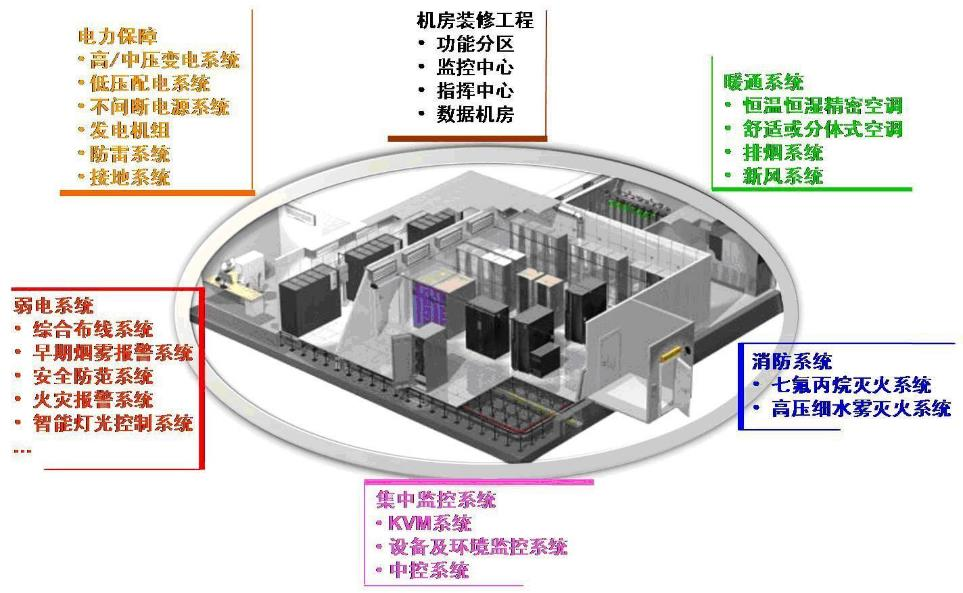 电力保障
• 高/中压变电系统
• 低压配电系统
• 不间断电源系统
• 发电机组
• 防雷系统
• 接地系统
机房装修工程
• 功能分区
• 监控中心
• 指挥中心
• 数据机房
暖通系统
• 恒温恒湿精密空调
• 舒适或分体式空调
• 排烟系统
• 新风系统
弱电系统
• 综合布线系统
• 早期烟雾报警系统
• 安全防范系统
• 火灾报警系统
• 智能灯光控制系统
...
消防系统
• 七氟丙烷灭火系统
• 高压细水雾灭火系统
集中监控系统
• KVM系统
• 设备及环境监控系统
• 中控系统